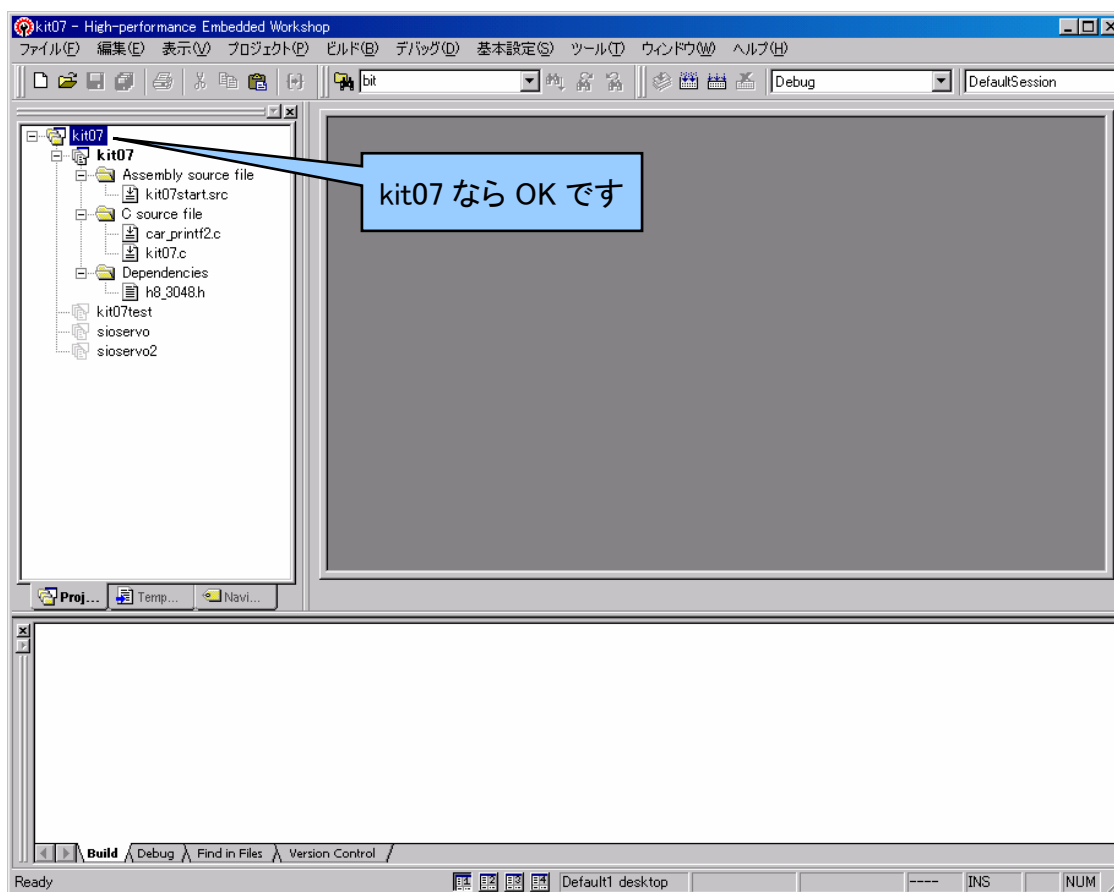 kit07 - High-performance Embedded Workshop
ファイル(F) 編集(E) 表示(V) プロジェクト(P) ビルド(B) デバッグ(D) 基本設定(S) ツール(T) ウィンドウ(W) ヘルプ(H)
bit Debug DefaultSession
kit07
kit07
Assembly source file
kit07start.src
C source file
car_printf2.c
kit07.c
Dependencies
h8_3048.h
kit07test
sioservo
sioservo2
kit07 なら OK です
Proj... Temp... Navi...
Build Debug Find in Files Version Control
Ready Default1 desktop ---- INS NUM